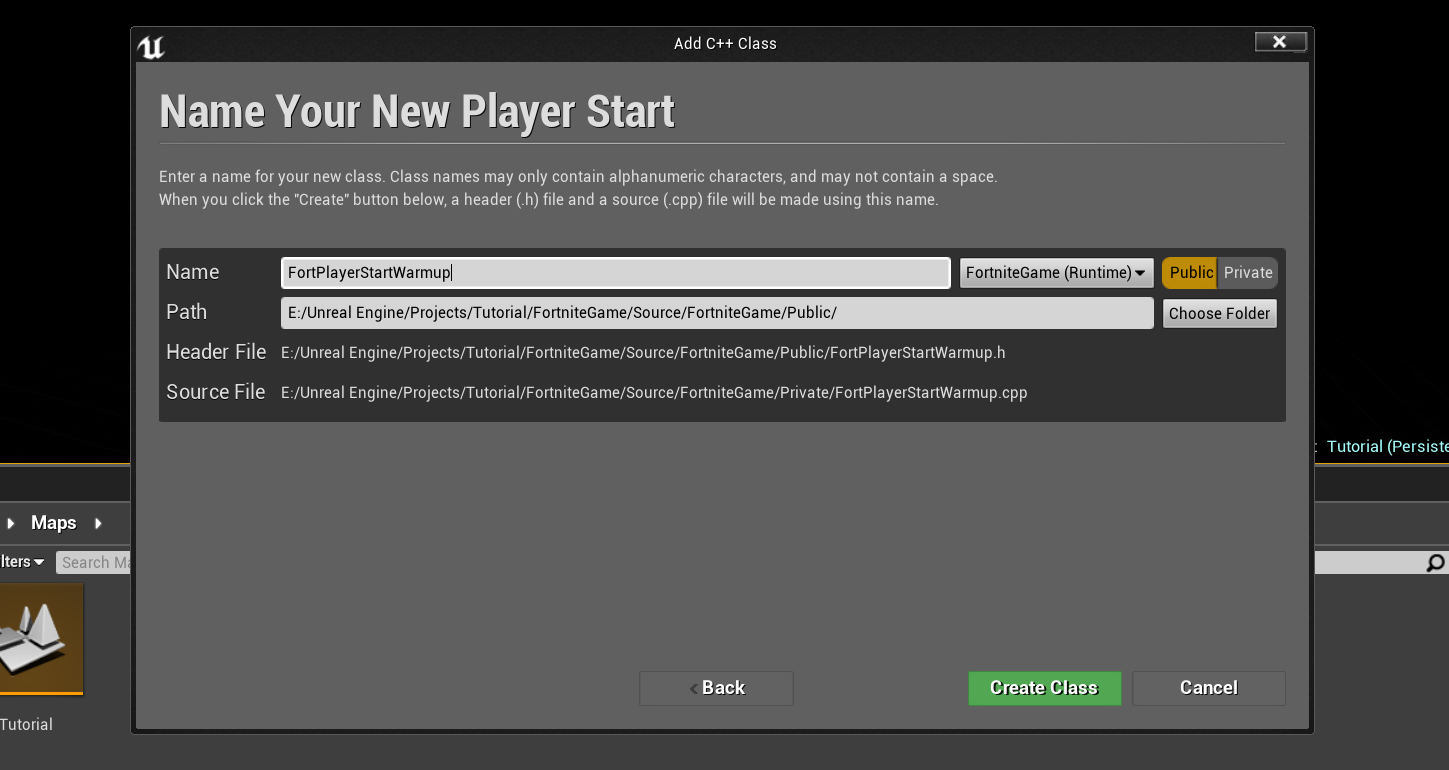 Add C++ Class
Name Your New Player Start
Enter a name for your new class. Class names may only contain alphanumeric characters, and may not contain a space.
When you click the "Create" button below, a header (.h) file and a source (.cpp) file will be made using this name.
Name FortPlayerStartWarmup FortniteGame (Runtime) Public Private
Path E:/Unreal Engine/Projects/Tutorial/FortniteGame/Source/FortniteGame/Public/ Choose Folder
Header File E:/Unreal Engine/Projects/Tutorial/FortniteGame/Source/FortniteGame/Public/FortPlayerStartWarmup.h
Source File E:/Unreal Engine/Projects/Tutorial/FortniteGame/Source/FortniteGame/Private/FortPlayerStartWarmup.cpp
: Tutorial (Persiste
Maps
lters Search Ma
< Back Create Class Cancel
Tutorial